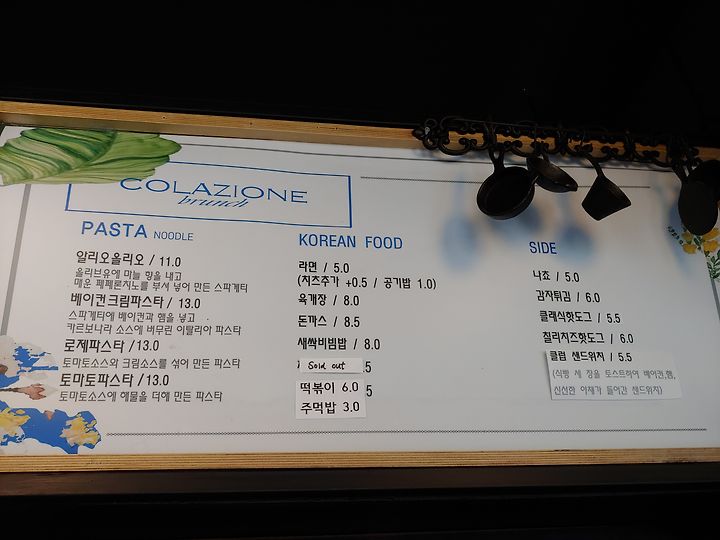 COLAZIONE
brunch
PASTA NOODLE
알리오올리오 / 11.0
올리브유에 마늘 향을 내고
매운 페페론치노를 부셔 넣어 만든 스파게티
베이컨크림파스타 / 13.0
스파게티에 베이컨과 햄을 넣고
카르보나라 소스에 버무린 이탈리아 파스타
로제파스타 / 13.0
토마토소스와 크림소스를 섞어 만든 파스타
토마토파스타 / 13.0
토마토소스에 해물을 더해 만든 파스타
KOREAN FOOD
라면 / 5.0
(치즈추가 +0.5 / 공기밥 1.0)
육개장 / 8.0
돈까스 / 8.5
새싹비빔밥 / 8.0
Sold out
5
떡볶이 6.0
5
주먹밥 3.0
SIDE
나쵸 / 5.0
감자튀김 / 6.0
클래식핫도그 / 5.5
칠리치즈핫도그 / 6.0
클럽 샌드위치 / 5.5
(식빵 세 장을 토스트하여 베이컨,햄,
신선한 야채가 들어간 샌드위치)